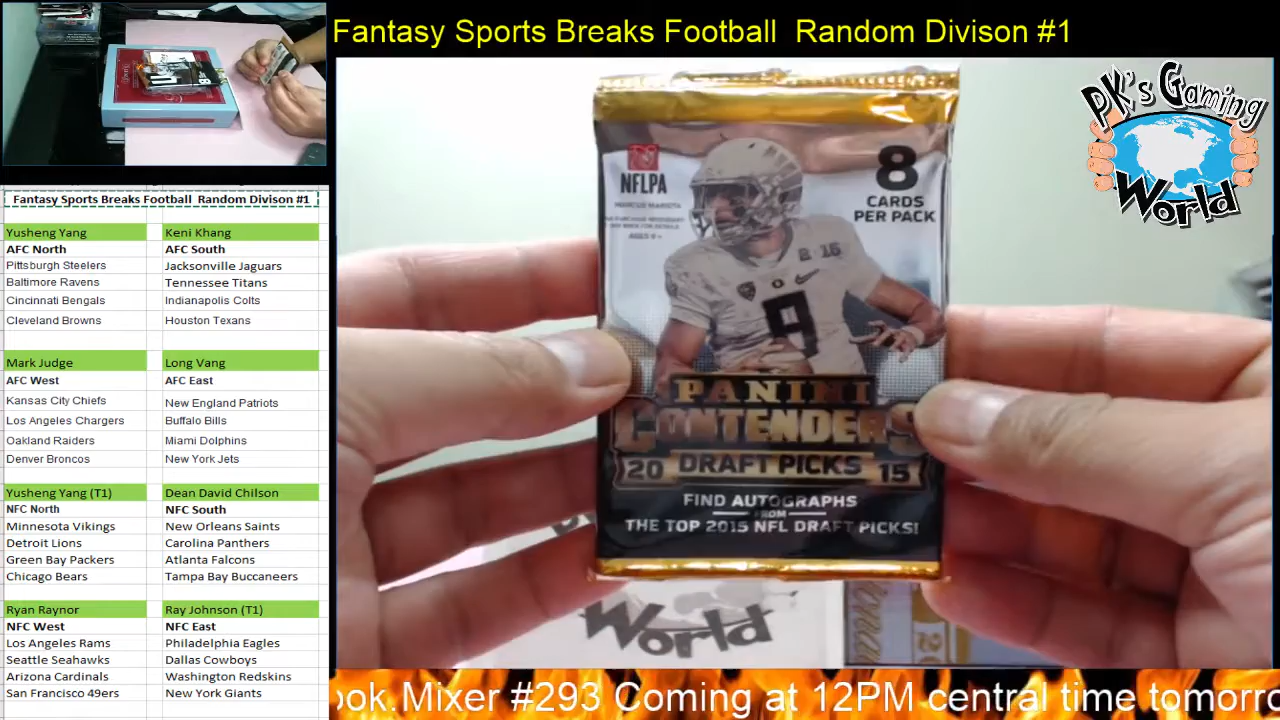 Fantasy Sports Breaks Football Random Divison #1
PK's Gaming
World
Fantasy Sports Breaks Football Random Divison #1
Yusheng Yang Keni Khang
AFC North AFC South
Pittsburgh Steelers Jacksonville Jaguars
Baltimore Ravens Tennessee Titans
Cincinnati Bengals Indianapolis Colts
Cleveland Browns Houston Texans
Mark Judge Long Vang
AFC West AFC East
Kansas City Chiefs New England Patriots
Los Angeles Chargers Buffalo Bills
Oakland Raiders Miami Dolphins
Denver Broncos New York Jets
Yusheng Yang (T1) Dean David Chilson
NFC North NFC South
Minnesota Vikings New Orleans Saints
Detroit Lions Carolina Panthers
Green Bay Packers Atlanta Falcons
Chicago Bears Tampa Bay Buccaneers
Ryan Raynor Ray Johnson (T1)
NFC West NFC East
Los Angeles Rams Philadelphia Eagles
Seattle Seahawks Dallas Cowboys
Arizona Cardinals Washington Redskins
San Francisco 49ers New York Giants
NFLPA
MARCUS MARIOTA
AGES 9+
8
CARDS
PER PACK
PANINI
CONTENDERS
20 DRAFT PICKS 15
FIND AUTOGRAPHS
FROM
THE TOP 2015 NFL DRAFT PICKS!
World
ook. Mixer #293 Coming at 12PM central time tomorro